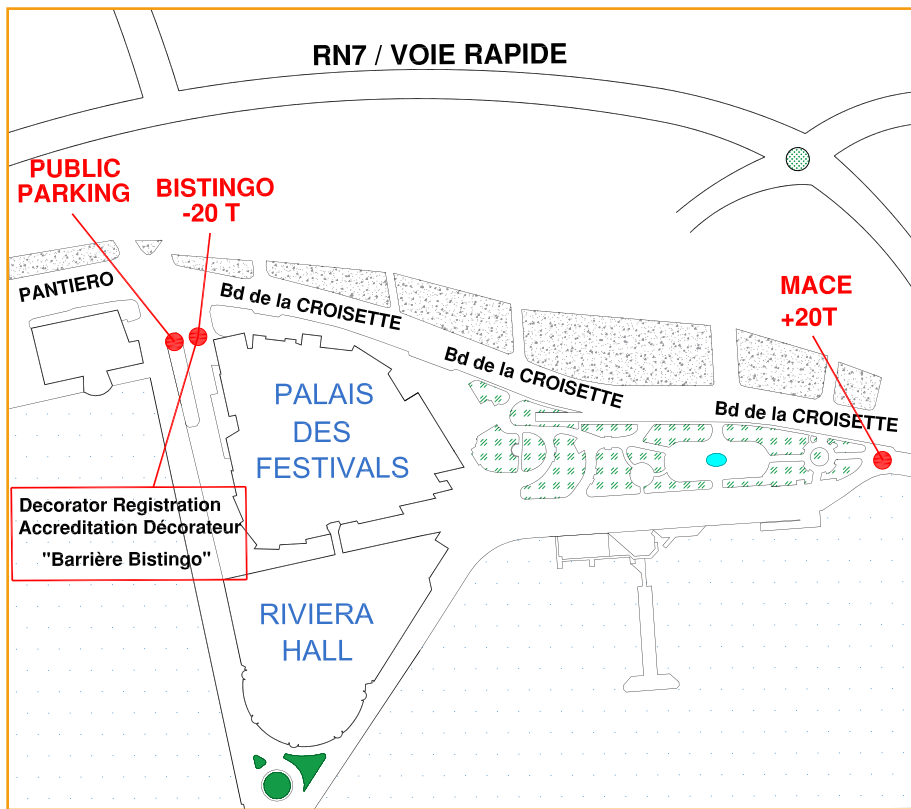 RN7 / VOIE RAPIDE
PUBLIC
PARKING
BISTINGO
-20 T
PANTIERO
Bd de la CROISETTE
MACE
+20T
Bd de la CROISETTE
Bd de la CROISETTE
PALAIS
DES
FESTIVALS
Decorator Registration
Accreditation Décorateur
"Barrière Bistingo"
RIVIERA
HALL